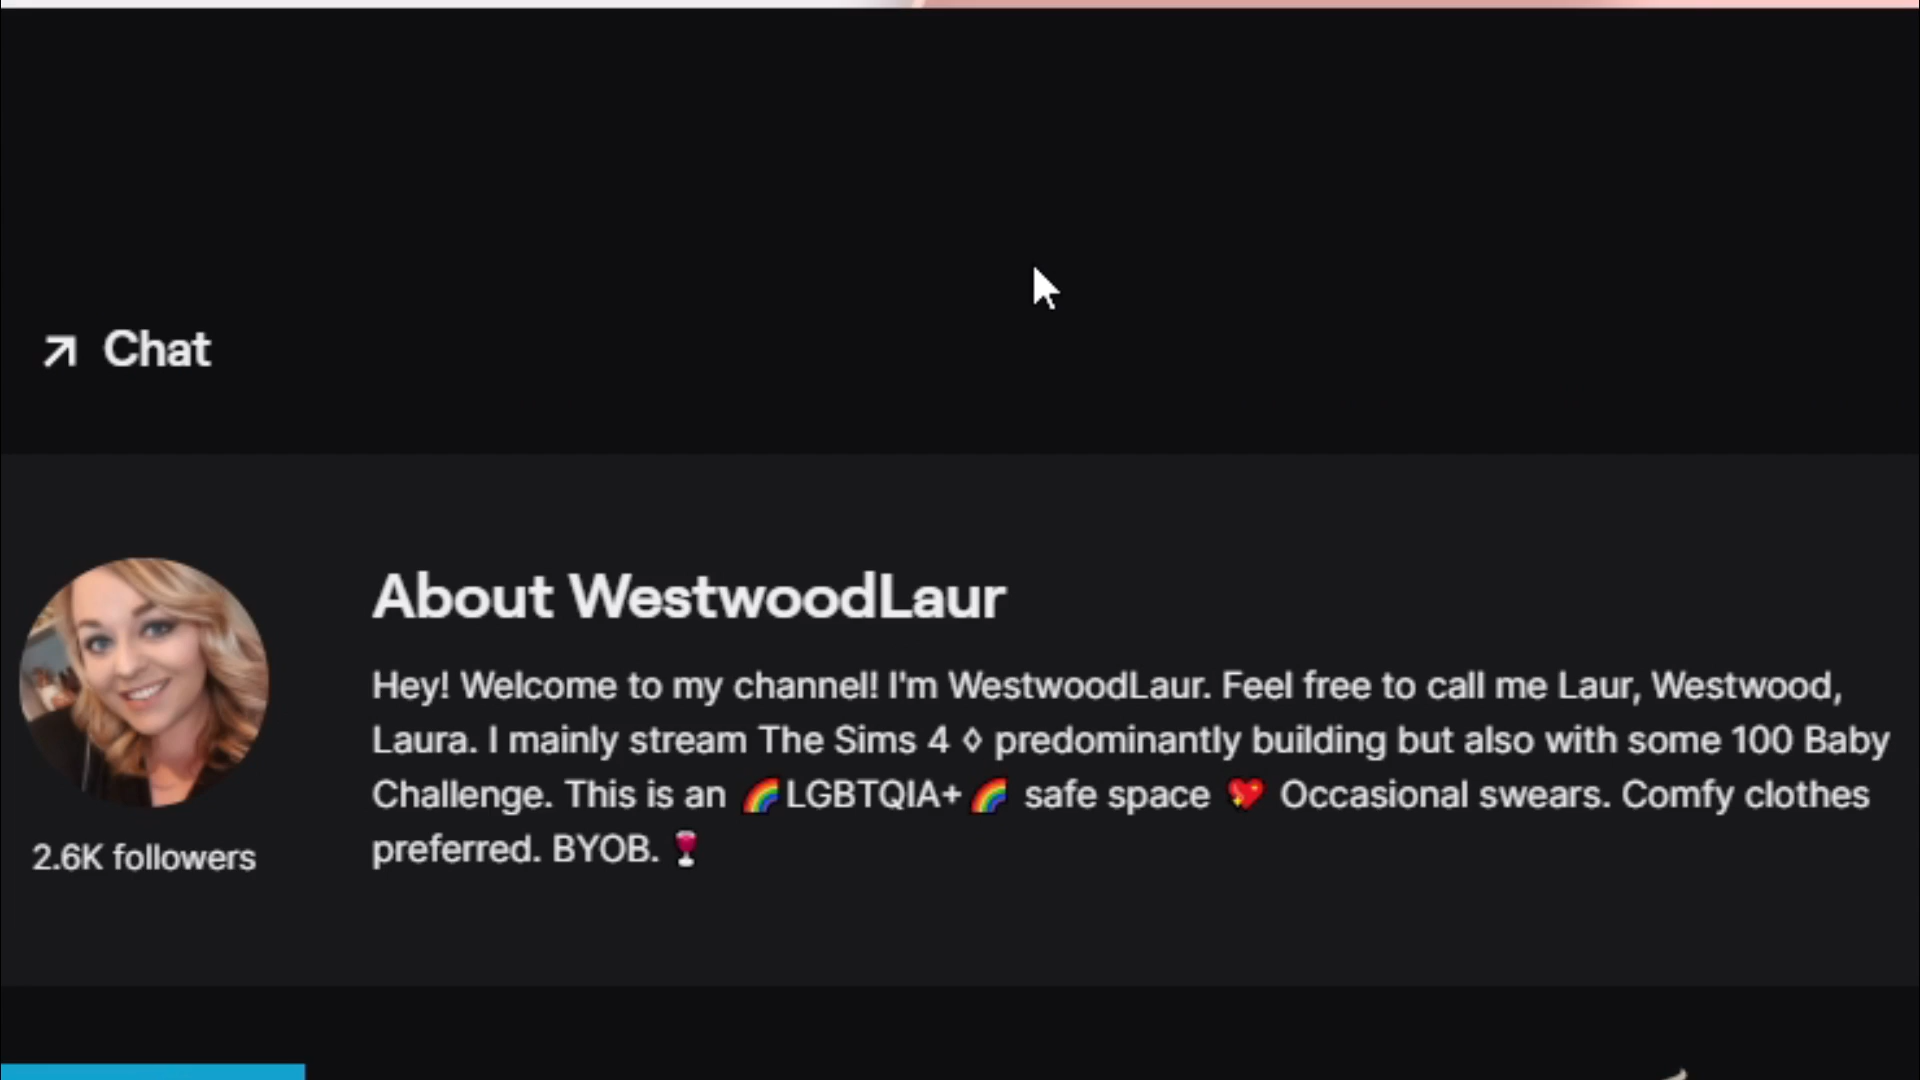 Chat
About WestwoodLaur
Hey! Welcome to my channel! I'm WestwoodLaur. Feel free to call me Laur, Westwood,
Laura. I mainly stream The Sims 4 ◊ predominantly building but also with some 100 Baby
Challenge. This is an 🌈LGBTQIA+🌈 safe space 💖 Occasional swears. Comfy clothes
preferred. BYOB. 🍷
2.6K followers